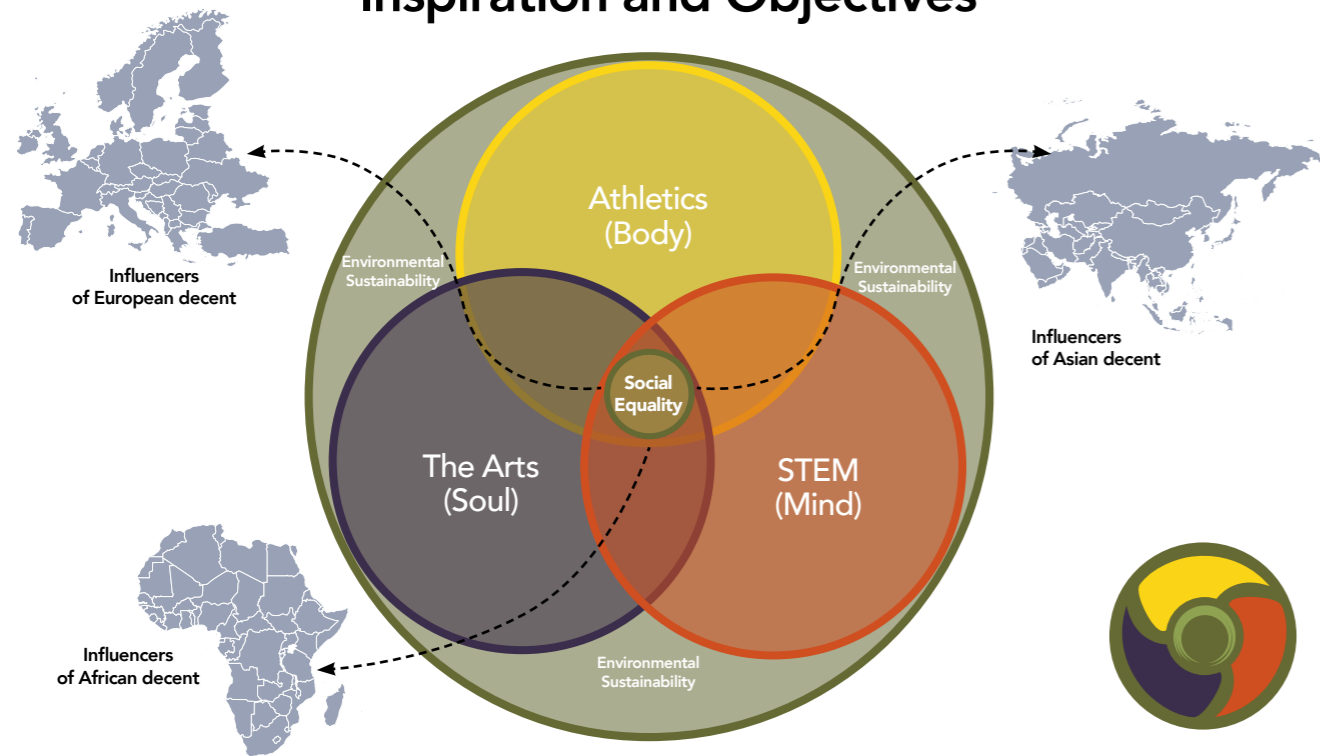 Inspiration and Objectives
Athletics
(Body)
Environmental
Sustainability
Environmental
Sustainability
Influencers
of European decent
Influencers
of Asian decent
Social
Equality
The Arts
(Soul)
STEM
(Mind)
Influencers
of African decent
Environmental
Sustainability